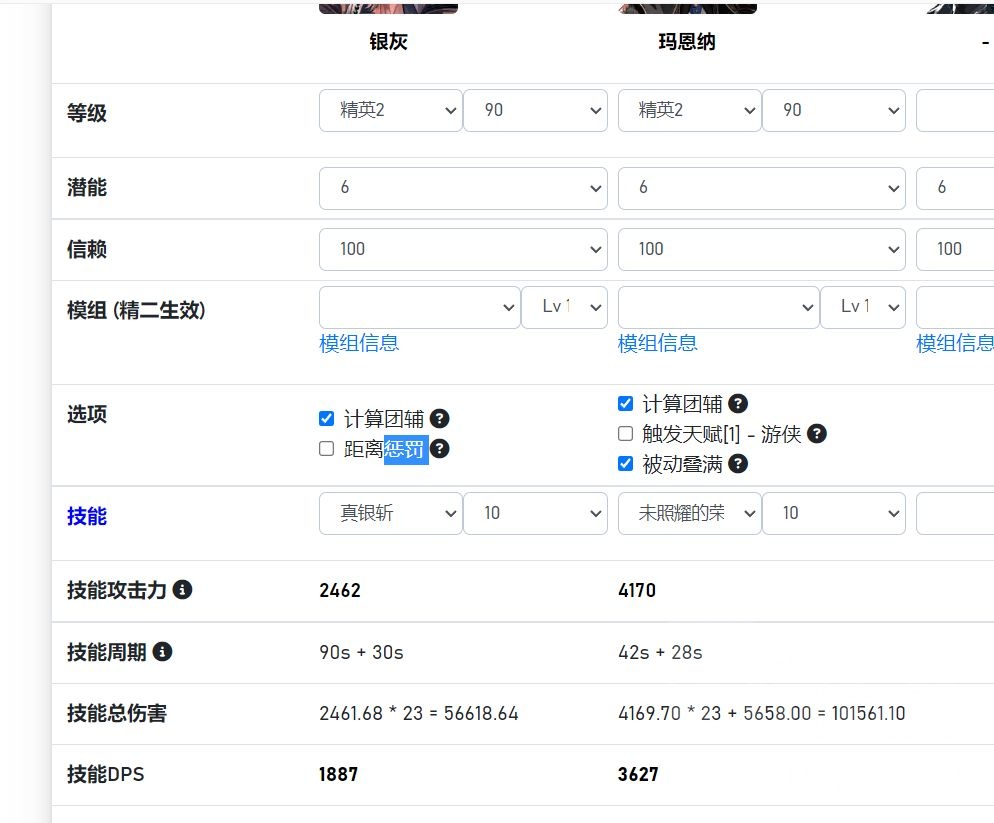 银灰 玛恩纳 -
等级 精英2 90 精英2 90
潜能 6 6 6
信赖 100 100 100
模组 (精二生效) Lv 1 Lv 1
模组信息 模组信息 模组信息
选项
计算团辅
距离惩罚
计算团辅
触发天赋[1] - 游侠
被动叠满
技能 真银斩 10 未照耀的荣 10
技能攻击力 2462 4170
技能周期 90s + 30s 42s + 28s
技能总伤害 2461.68 * 23 = 56618.64 4169.70 * 23 + 5658.00 = 101561.10
技能DPS 1887 3627